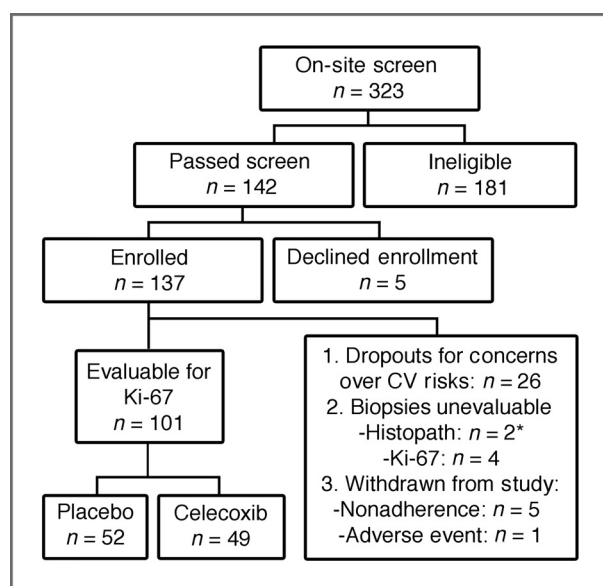 On-site screen
n = 323
Passed screen
n = 142
Ineligible
n = 181
Enrolled
n = 137
Declined enrollment
n = 5
Evaluable for
Ki-67
n = 101
1. Dropouts for concerns
over CV risks: n = 26
2. Biopsies unevaluable
-Histopath: n = 2*
-Ki-67: n = 4
3. Withdrawn from study:
-Nonadherence: n = 5
-Adverse event: n = 1
Placebo
n = 52
Celecoxib
n = 49